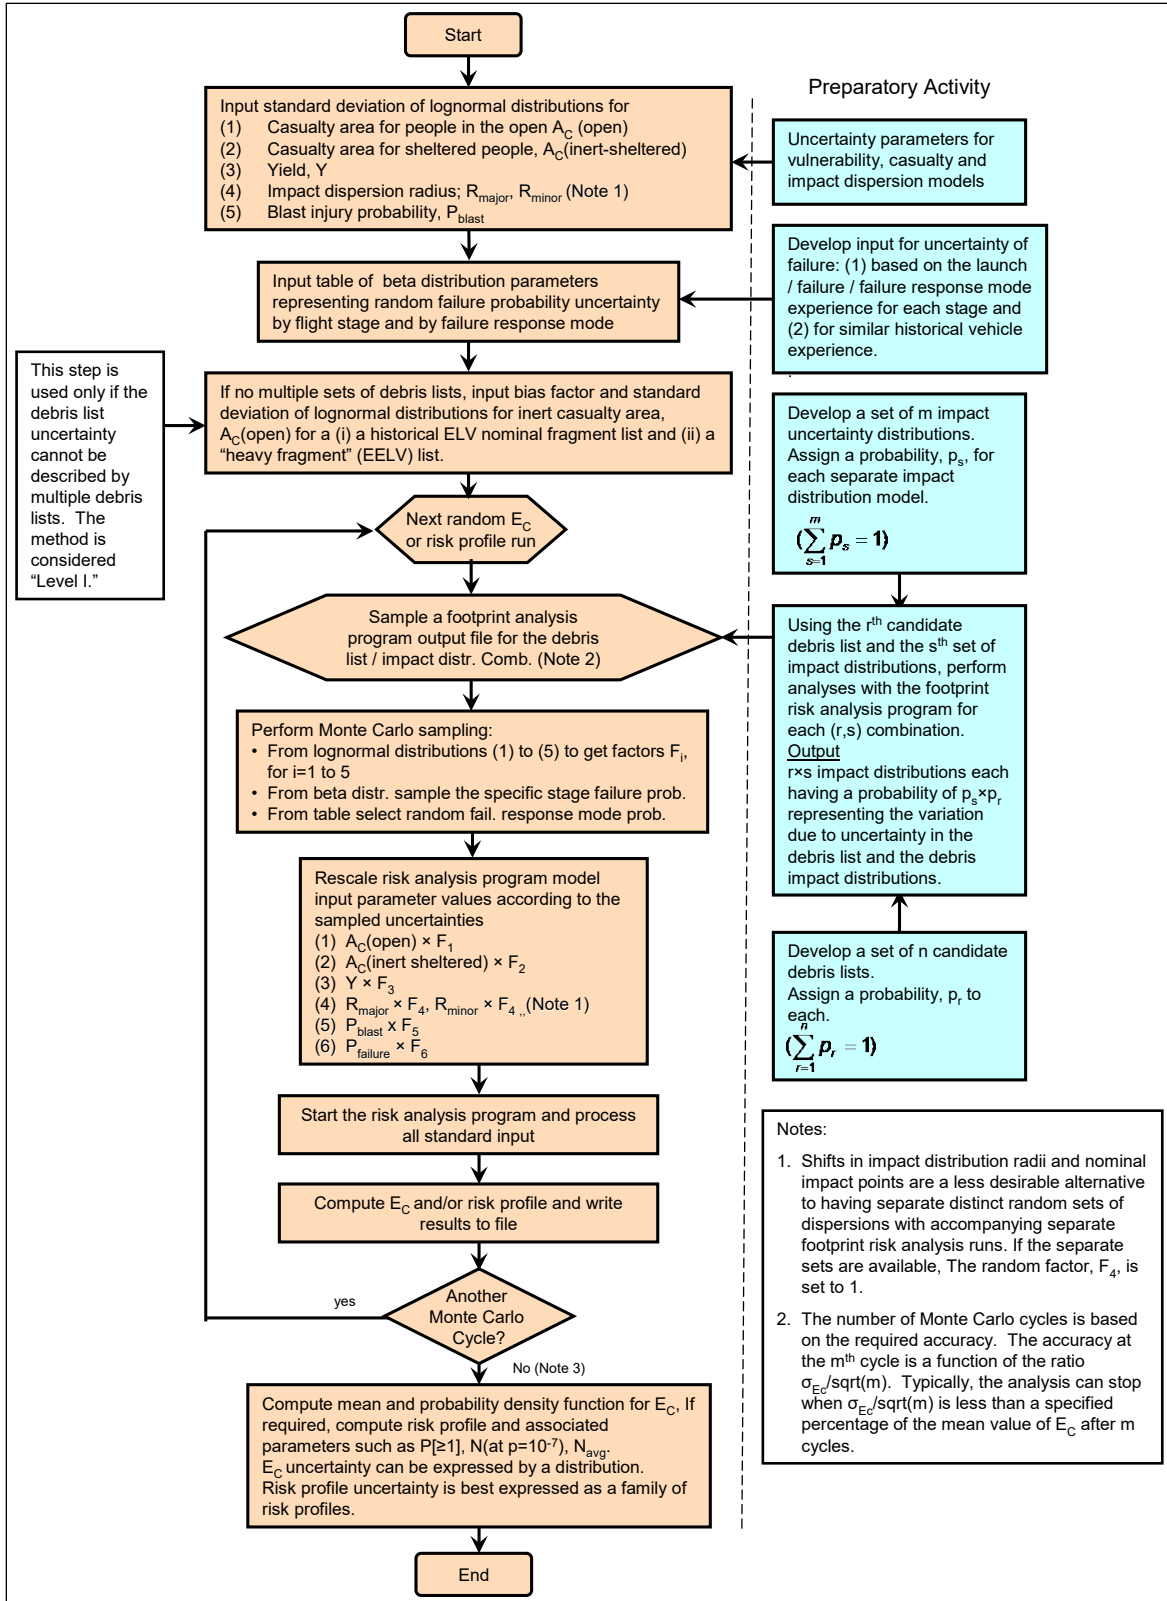 Start
Input standard deviation of lognormal distributions for
(1) Casualty area for people in the open A_C (open)
(2) Casualty area for sheltered people, A_C(inert-sheltered)
(3) Yield, Y
(4) Impact dispersion radius; R_major, R_minor (Note 1)
(5) Blast injury probability, P_blast
Input table of beta distribution parameters
representing random failure probability uncertainty
by flight stage and by failure response mode
If no multiple sets of debris lists, input bias factor and standard
deviation of lognormal distributions for inert casualty area,
A_C(open) for a (i) a historical ELV nominal fragment list and (ii) a
“heavy fragment” (EELV) list.
This step is
used only if the
debris list
uncertainty
cannot be
described by
multiple debris
lists. The
method is
considered
“Level I.”
Next random E_C
or risk profile run
Sample a footprint analysis
program output file for the debris
list / impact distr. Comb. (Note 2)
Perform Monte Carlo sampling:
• From lognormal distributions (1) to (5) to get factors F_i,
for i=1 to 5
• From beta distr. sample the specific stage failure prob.
• From table select random fail. response mode prob.
Rescale risk analysis program model
input parameter values according to the
sampled uncertainties
(1) A_C(open) × F_1
(2) A_C(inert sheltered) × F_2
(3) Y × F_3
(4) R_major × F_4, R_minor × F_4,,(Note 1)
(5) P_blast x F_5
(6) P_failure × F_6
Start the risk analysis program and process
all standard input
Compute E_C and/or risk profile and write
results to file
Another
Monte Carlo
Cycle?
yes
No (Note 3)
Compute mean and probability density function for E_C, If
required, compute risk profile and associated
parameters such as P[≥1], N(at p=10^-7), N_avg.
E_C uncertainty can be expressed by a distribution.
Risk profile uncertainty is best expressed as a family of
risk profiles.
End
Preparatory Activity
Uncertainty parameters for
vulnerability, casualty and
impact dispersion models
Develop input for uncertainty of
failure: (1) based on the launch
/ failure / failure response mode
experience for each stage and
(2) for similar historical vehicle
experience.
.
Develop a set of m impact
uncertainty distributions.
Assign a probability, p_s, for
each separate impact
distribution model.
(∑_{s=1}^{m} p_s = 1)
Using the r^th candidate
debris list and the s^th set of
impact distributions, perform
analyses with the footprint
risk analysis program for
each (r,s) combination.
Output
r×s impact distributions each
having a probability of p_s×p_r
representing the variation
due to uncertainty in the
debris list and the debris
impact distributions.
Develop a set of n candidate
debris lists.
Assign a probability, p_r to
each.
(∑_{r=1}^{n} p_r = 1)
Notes:
1. Shifts in impact distribution radii and nominal
impact points are a less desirable alternative
to having separate distinct random sets of
dispersions with accompanying separate
footprint risk analysis runs. If the separate
sets are available, The random factor, F_4, is
set to 1.
2. The number of Monte Carlo cycles is based
on the required accuracy. The accuracy at
the m^th cycle is a function of the ratio
σ_Ec/sqrt(m). Typically, the analysis can stop
when σ_Ec/sqrt(m) is less than a specified
percentage of the mean value of E_C after m
cycles.